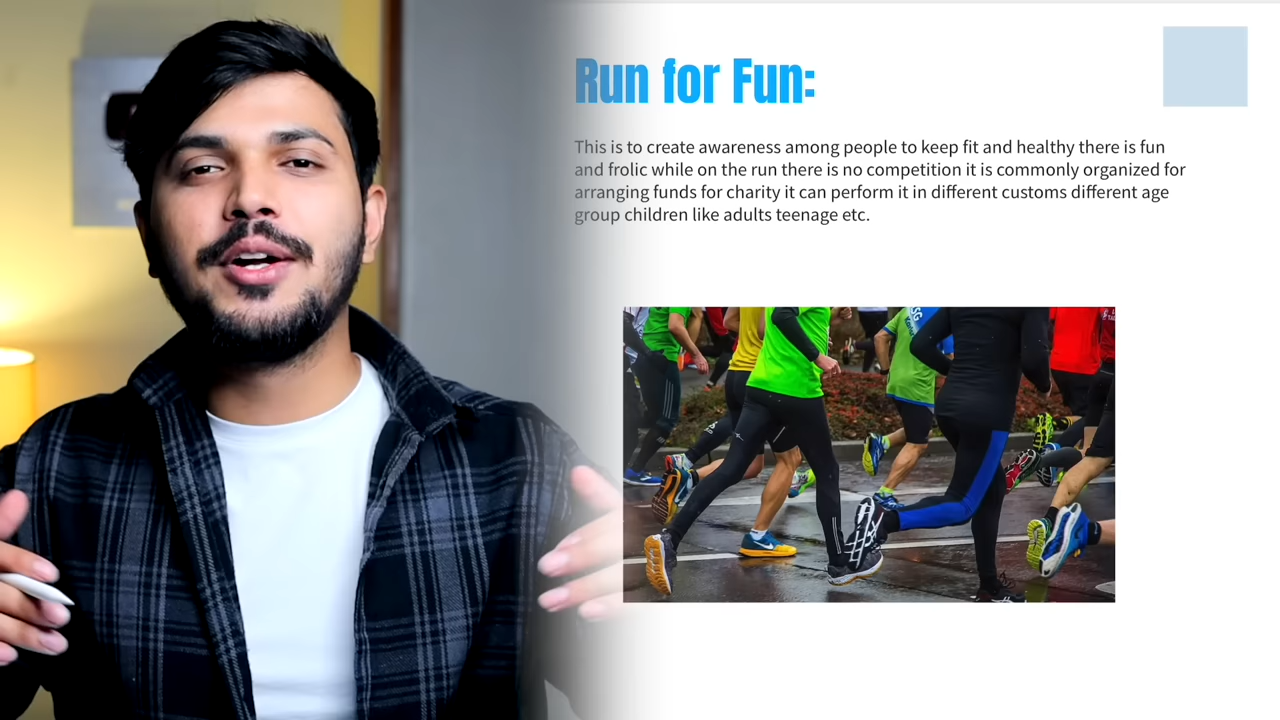 Run for Fun:
This is to create awareness among people to keep fit and healthy there is fun
and frolic while on the run there is no competition it is commonly organized for
arranging funds for charity it can perform it in different customs different age
group children like adults teenage etc.